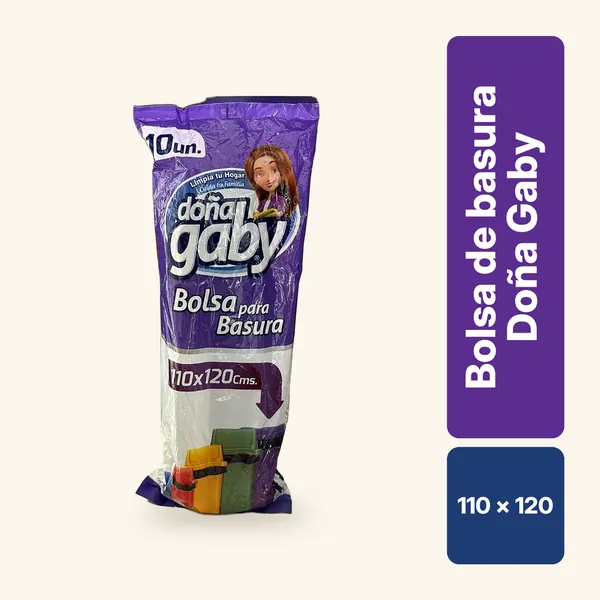 10un.
Limpia tu Hogar
Cuida tu Familia
doña
gaby
Bolsa para
Basura
110x120Cms.
Bolsa de basura
Doña Gaby
110 × 120